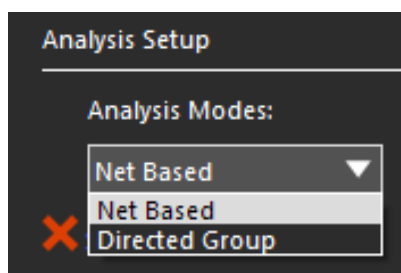 Analysis Setup
Analysis Modes:
Net Based
Net Based
Directed Group